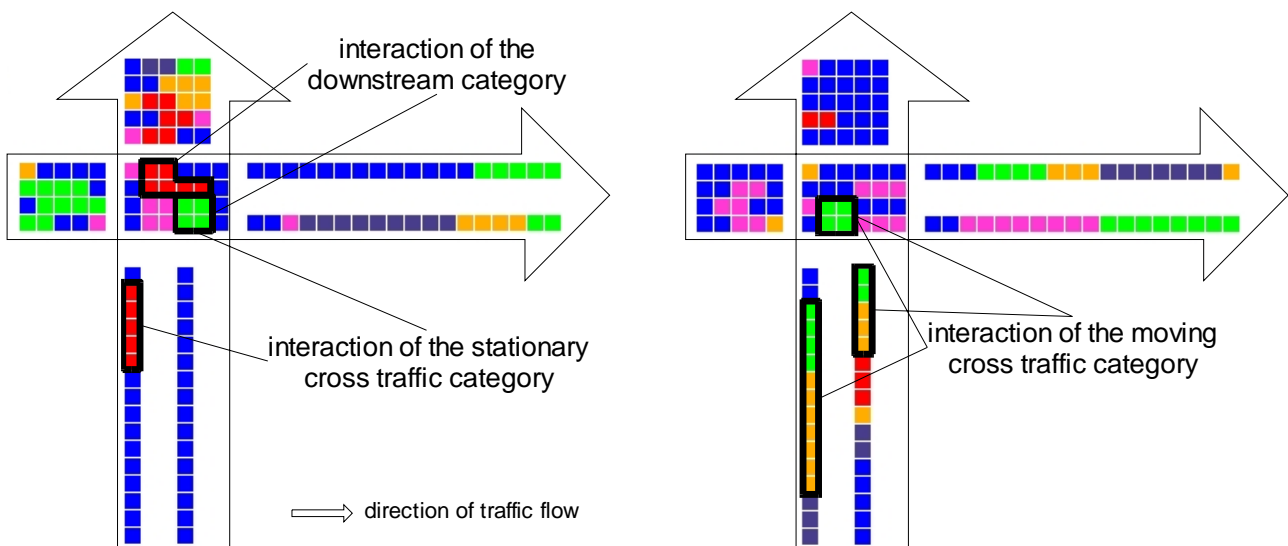 interaction of the
downstream category
interaction of the stationary
cross traffic category
direction of traffic flow
interaction of the moving
cross traffic category